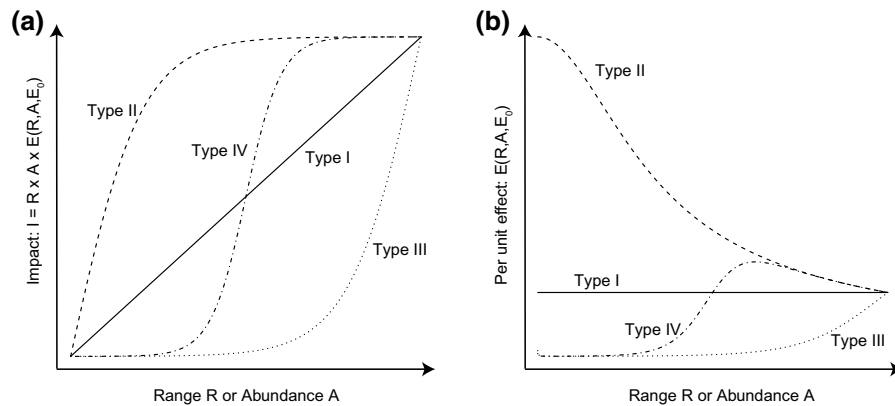 (a)
Impact: I = R x A x E(R,A,E₀)
Type II
Type IV
Type I
Type III
Range R or Abundance A
(b)
Per unit effect: E(R,A,E₀)
Type II
Type I
Type IV
Type III
Range R or Abundance A